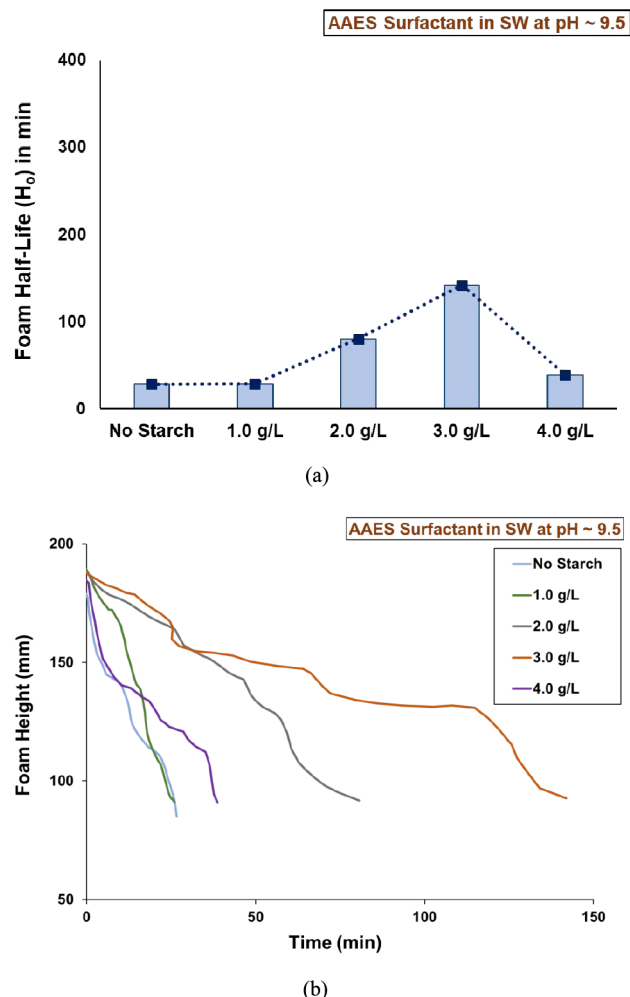 AAES Surfactant in SW at pH ~ 9.5
400
300
200
100
0
Foam Half-Life (H₀) in min
No Starch 1.0 g/L 2.0 g/L 3.0 g/L 4.0 g/L
(a)
AAES Surfactant in SW at pH ~ 9.5
200
150
100
50
Foam Height (mm)
No Starch
1.0 g/L
2.0 g/L
3.0 g/L
4.0 g/L
0 50 100 150
Time (min)
(b)